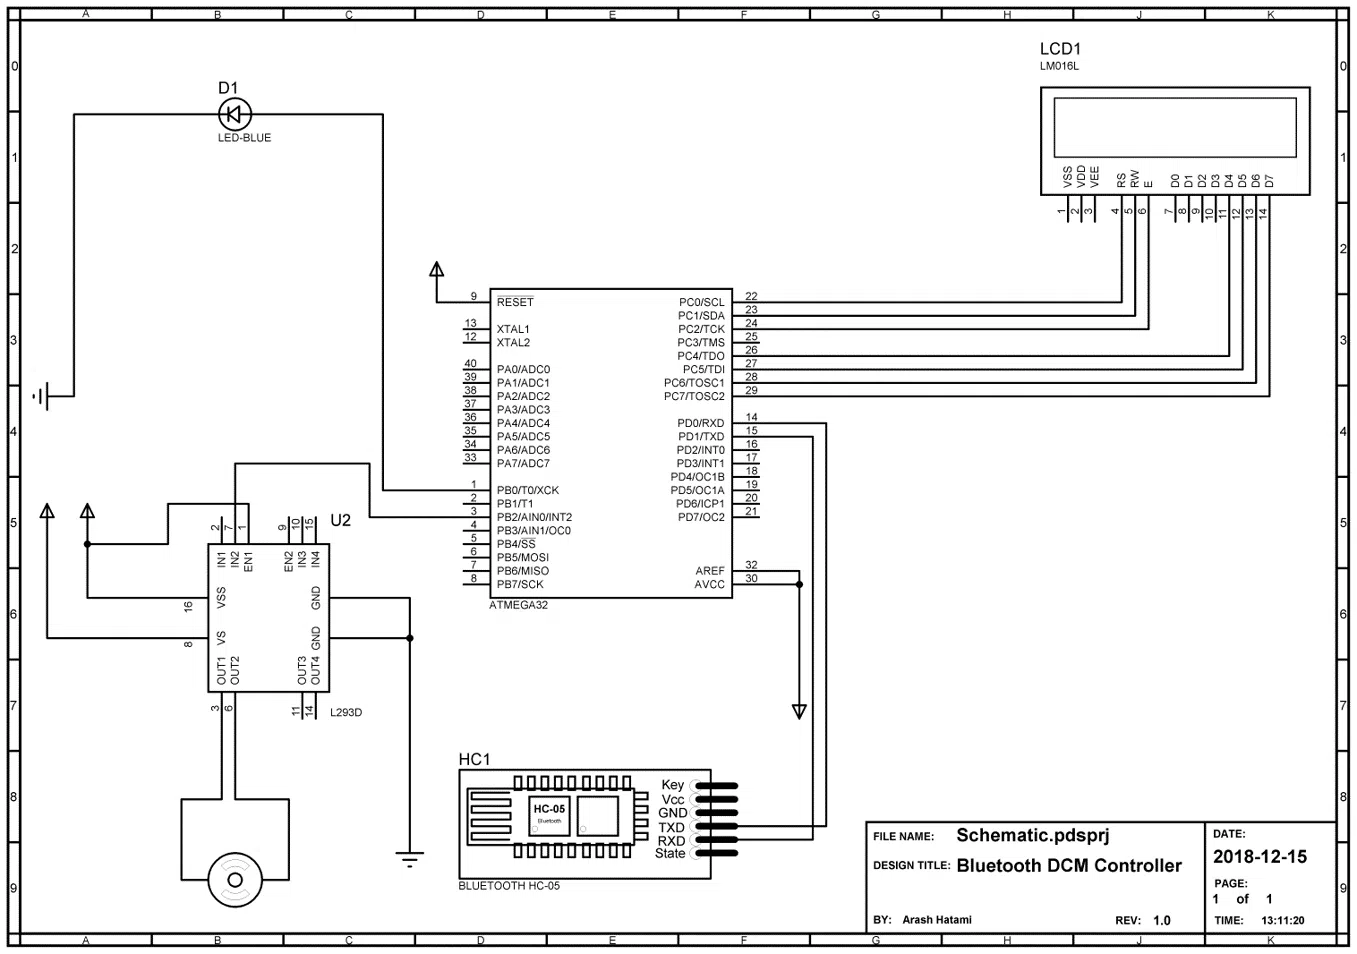 A B C D E F G H J K
0 0
1 1
2 2
3 3
4 4
5 5
6 6
7 7
8 8
9 9
D1
LED-BLUE
LCD1
LM016L
VSS VDD VEE RS RW E D0 D1 D2 D3 D4 D5 D6 D7
1 2 3 4 5 6 7 8 9 10 11 12 13 14
9 RESET PC0/SCL 22
PC1/SDA 23
13 XTAL1 PC2/TCK 24
12 XTAL2 PC3/TMS 25
PC4/TDO 26
40 PA0/ADC0 PC5/TDI 27
39 PA1/ADC1 PC6/TOSC1 28
38 PA2/ADC2 PC7/TOSC2 29
37 PA3/ADC3
36 PA4/ADC4 PD0/RXD 14
35 PA5/ADC5 PD1/TXD 15
34 PA6/ADC6 PD2/INT0 16
33 PA7/ADC7 PD3/INT1 17
PD4/OC1B 18
1 PB0/T0/XCK PD5/OC1A 19
2 PB1/T1 PD6/ICP1 20
3 PB2/AIN0/INT2 PD7/OC2 21
4 PB3/AIN1/OC0
5 PB4/SS
6 PB5/MOSI
7 PB6/MISO AREF 32
8 PB7/SCK AVCC 30
ATMEGA32
U2
2 7 1 9 10 15
IN1 IN2 EN1 EN2 IN3 IN4
16 VSS GND
8 VS GND
OUT1 OUT2 OUT3 OUT4
3 6 11 14
L293D
HC1
HC-05
Bluetooth
Key
Vcc
GND
TXD
RXD
State
BLUETOOTH HC-05
FILE NAME: Schematic.pdsprj
DESIGN TITLE: Bluetooth DCM Controller
BY: Arash Hatami REV: 1.0
DATE:
2018-12-15
PAGE:
1 of 1
TIME: 13:11:20
A B C D E F G H J K